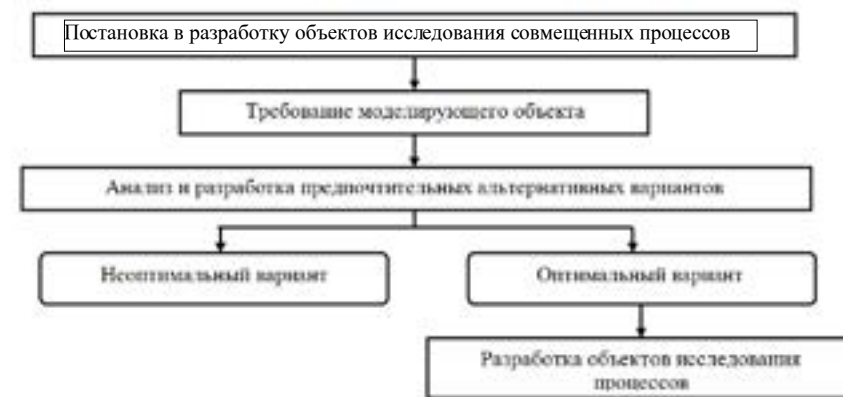 Постановка в разработку объектов исследования совмещенных процессов
Требование моделирующего объекта
Анализ и разработка предпочтительных альтернативных вариантов
Неоптимальный вариант
Оптимальный вариант
Разработка объектов исследования
процессов